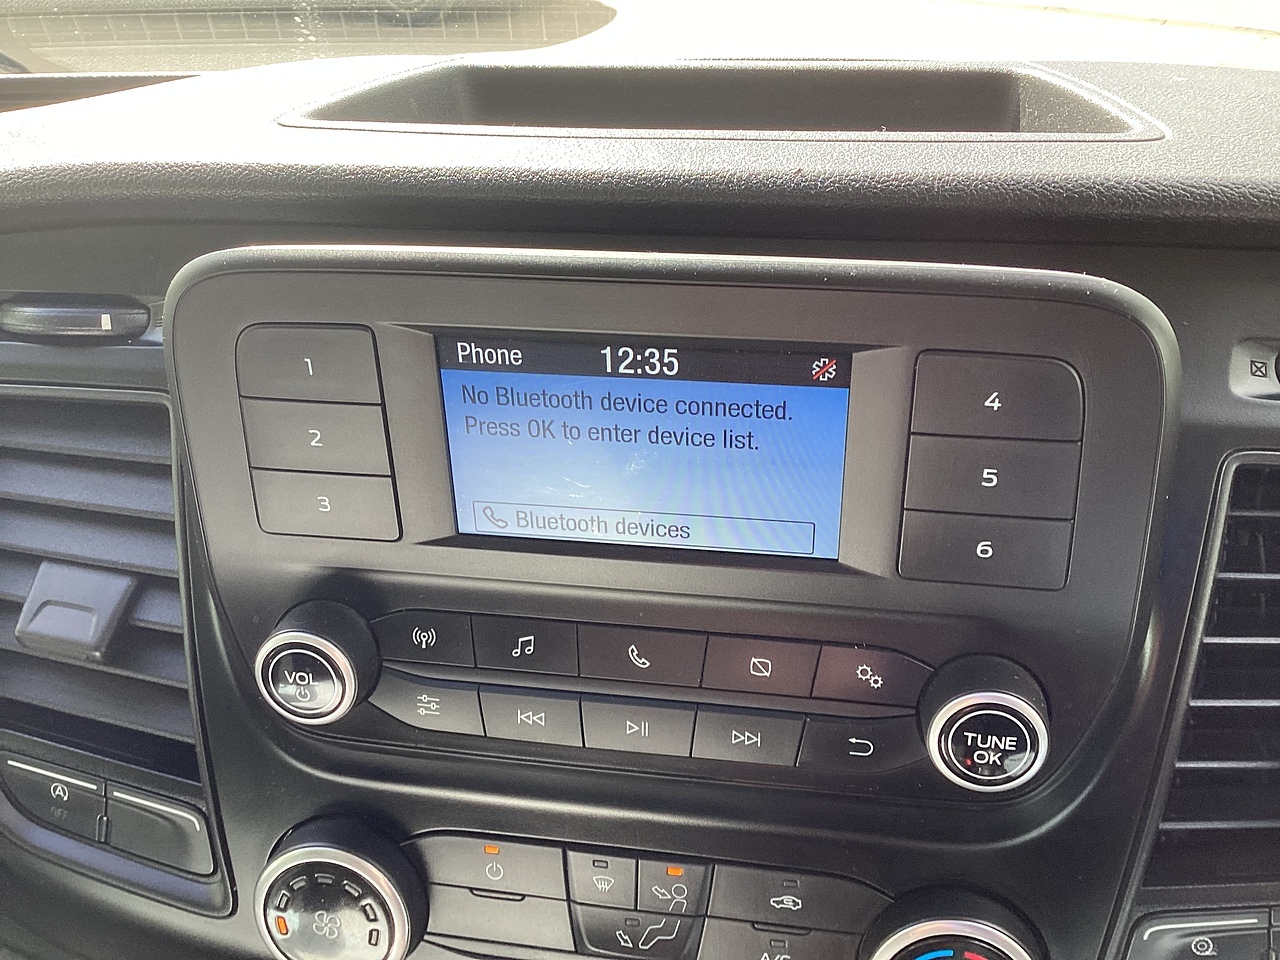 Phone 12:35
No Bluetooth device connected.
Press OK to enter device list.
Bluetooth devices
1
2
3
4
5
6
VOL
TUNE
OK
A
OFF
A/C